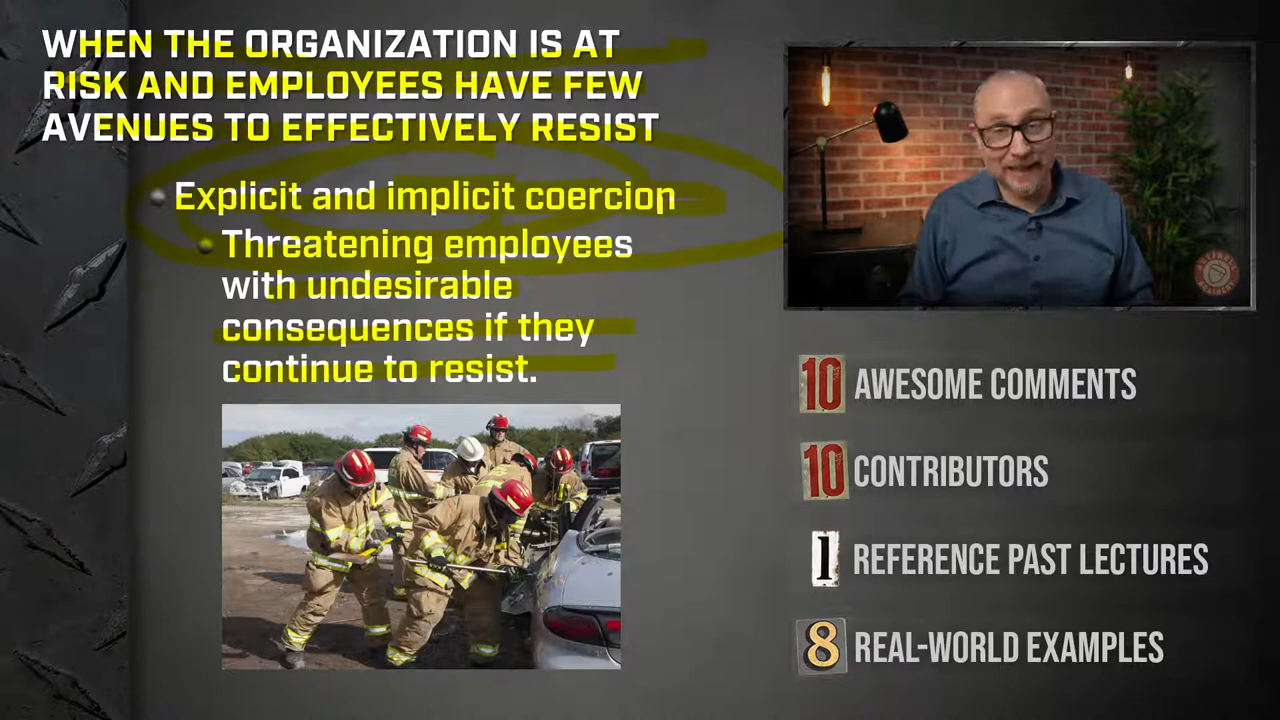 WHEN THE ORGANIZATION IS AT
RISK AND EMPLOYEES HAVE FEW
AVENUES TO EFFECTIVELY RESIST
• Explicit and implicit coercion
• Threatening employees
with undesirable
consequences if they
continue to resist.
10 AWESOME COMMENTS
10 CONTRIBUTORS
1 REFERENCE PAST LECTURES
8 REAL-WORLD EXAMPLES